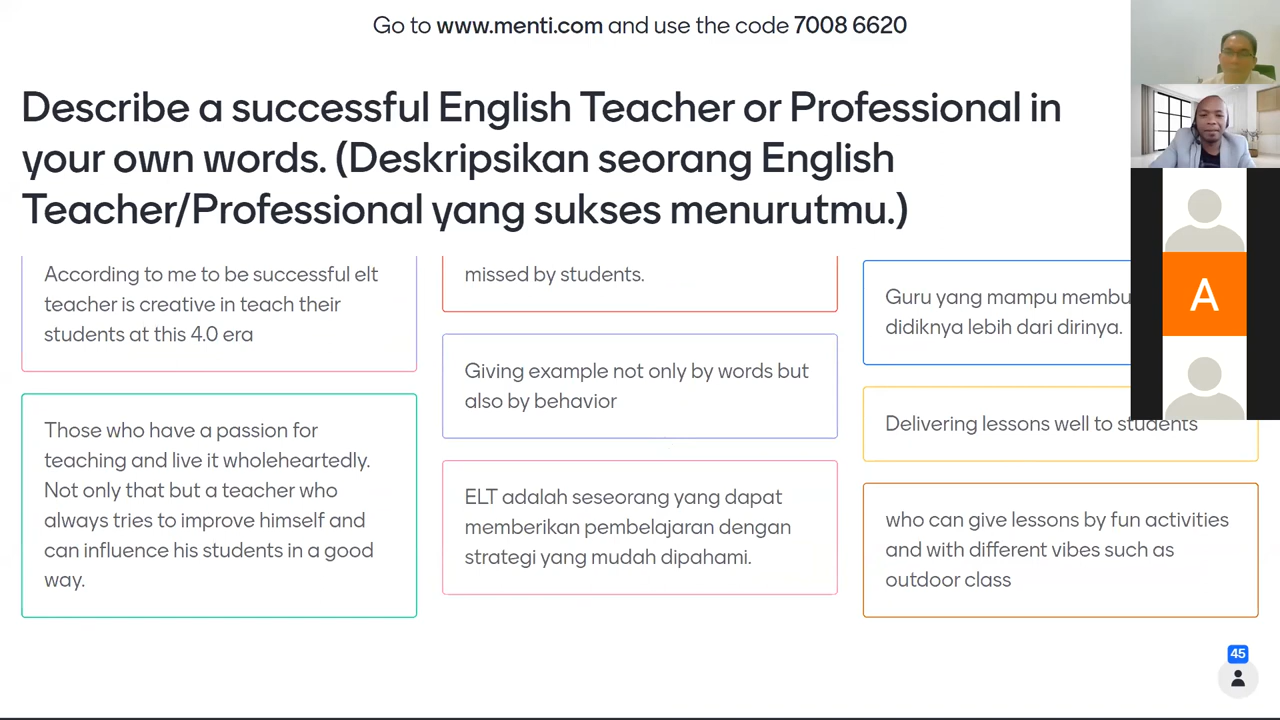 Go to www.menti.com and use the code 7008 6620
Describe a successful English Teacher or Professional in
your own words. (Deskripsikan seorang English
Teacher/Professional yang sukses menurutmu.)
According to me to be successful elt
teacher is creative in teach their
students at this 4.0 era
Those who have a passion for
teaching and live it wholeheartedly.
Not only that but a teacher who
always tries to improve himself and
can influence his students in a good
way.
missed by students.
Giving example not only by words but
also by behavior
ELT adalah seseorang yang dapat
memberikan pembelajaran dengan
strategi yang mudah dipahami.
Guru yang mampu
didiknya lebih dari dirinya.
Delivering lessons well to students
who can give lessons by fun activities
and with different vibes such as
outdoor class
A
45